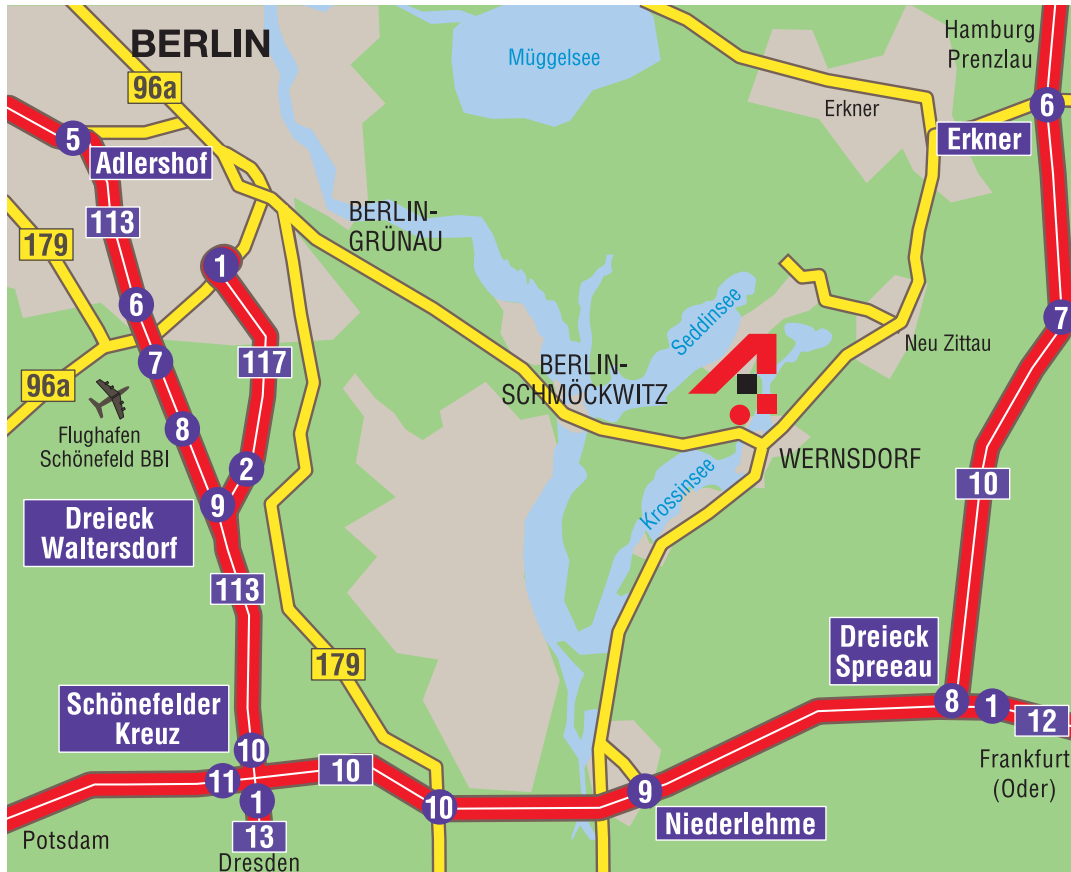 BERLIN
Müggelsee
Hamburg
Prenzlau
96a
6
Erkner
5
Erkner
Adlershof
113
BERLIN-
GRÜNAU
179
1
6
Seddinsee
7
117
7
Neu Zittau
96a
BERLIN-
SCHMÖCKWITZ
Flughafen
Schönefeld BBI
8
2
WERNSDORF
Krossinsee
10
9
Dreieck
Waltersdorf
113
179
Dreieck
Spreeau
Schönefelder
Kreuz
8
1
12
10
11
10
Frankfurt
(Oder)
1
10
9
Niederlehme
Potsdam
13
Dresden